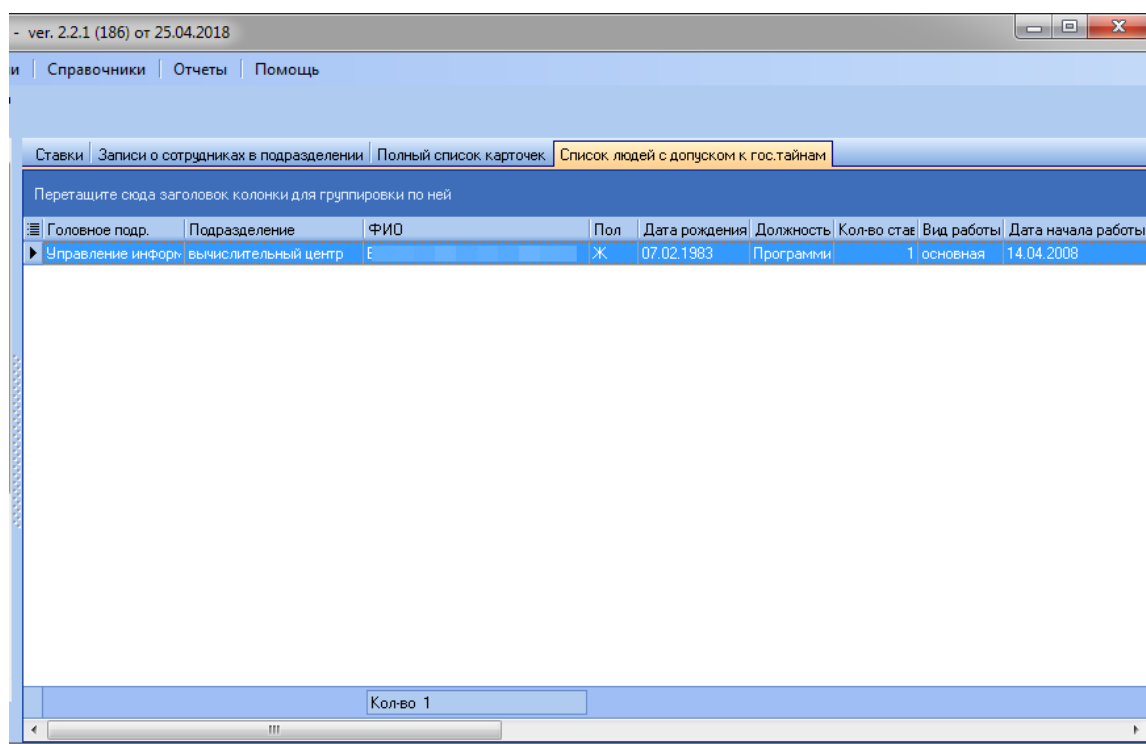 - ver. 2.2.1 (186) от 25.04.2018
и Справочники Отчеты Помощь
Ставки Записи о сотрудниках в подразделении Полный список карточек Список людей с допуском к гос.тайнам
Перетащите сюда заголовок колонки для группировки по ней
Головное подр. Подразделение ФИО Пол Дата рождения Должность Кол-во став Вид работы Дата начала работы
Управление информ вычислительный центр Ж 07.02.1983 Программи 1 основная 14.04.2008
Кол-во 1